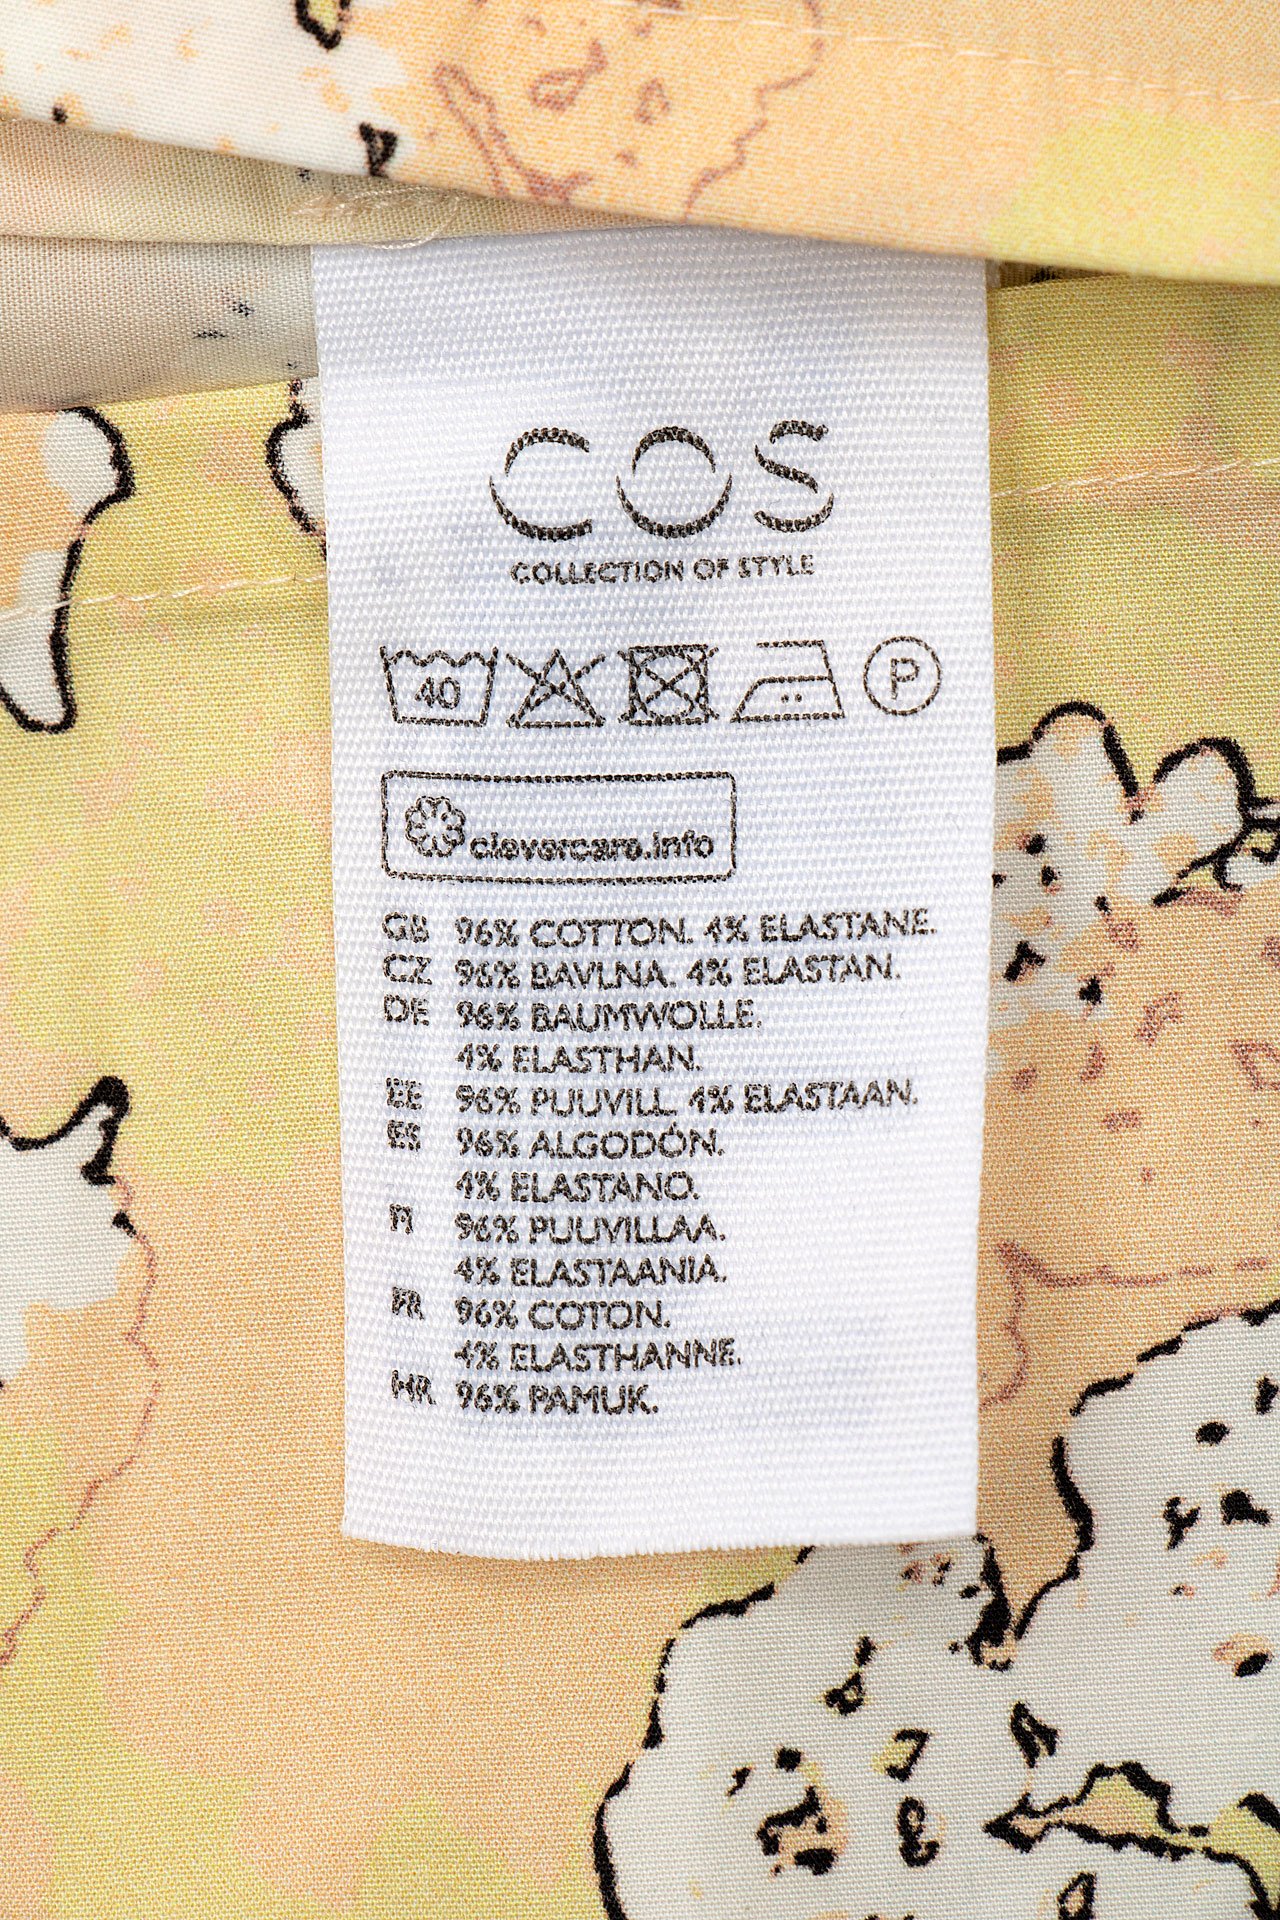 COS
COLLECTION OF STYLE
40 P
clevercare.info
GB 96% COTTON. 4% ELASTANE.
CZ 96% BAVLNA. 4% ELASTAN.
DE 96% BAUMWOLLE.
4% ELASTHAN.
EE 96% PUUVILL. 4% ELASTAAN.
ES 96% ALGODÓN.
4% ELASTANO.
FI 96% PUUVILLAA.
4% ELASTAANIA.
FR 96% COTON.
4% ELASTHANNE.
HR 96% PAMUK.